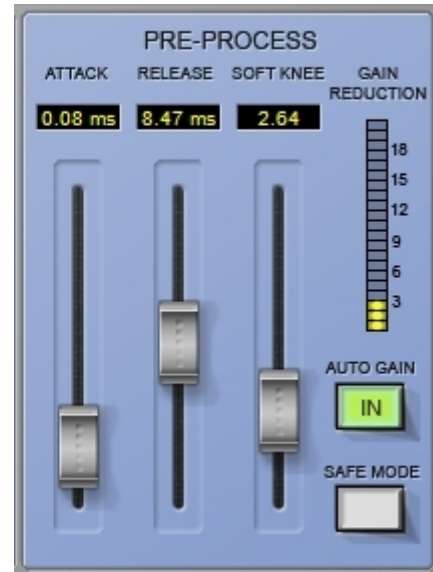 PRE-PROCESS
ATTACK RELEASE SOFT KNEE GAIN REDUCTION
0.08 ms 8.47 ms 2.64
18
15
12
9
6
3
AUTO GAIN
IN
SAFE MODE